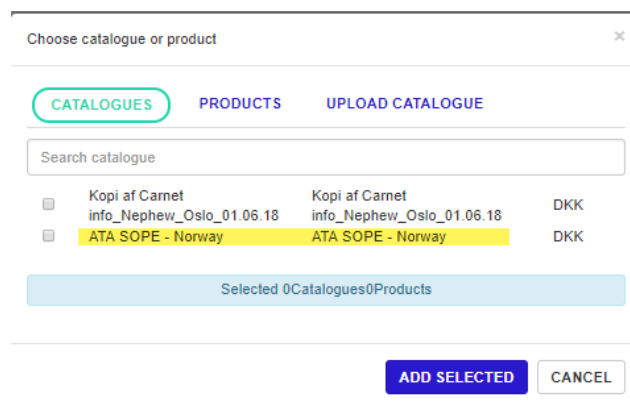 Choose catalogue or product ×
CATALOGUES PRODUCTS UPLOAD CATALOGUE
Search catalogue
Kopi af Carnet Kopi af Carnet
info_Nephew_Oslo_01.06.18 info_Nephew_Oslo_01.06.18 DKK
ATA SOPE - Norway ATA SOPE - Norway DKK
Selected 0Catalogues0Products
ADD SELECTED CANCEL